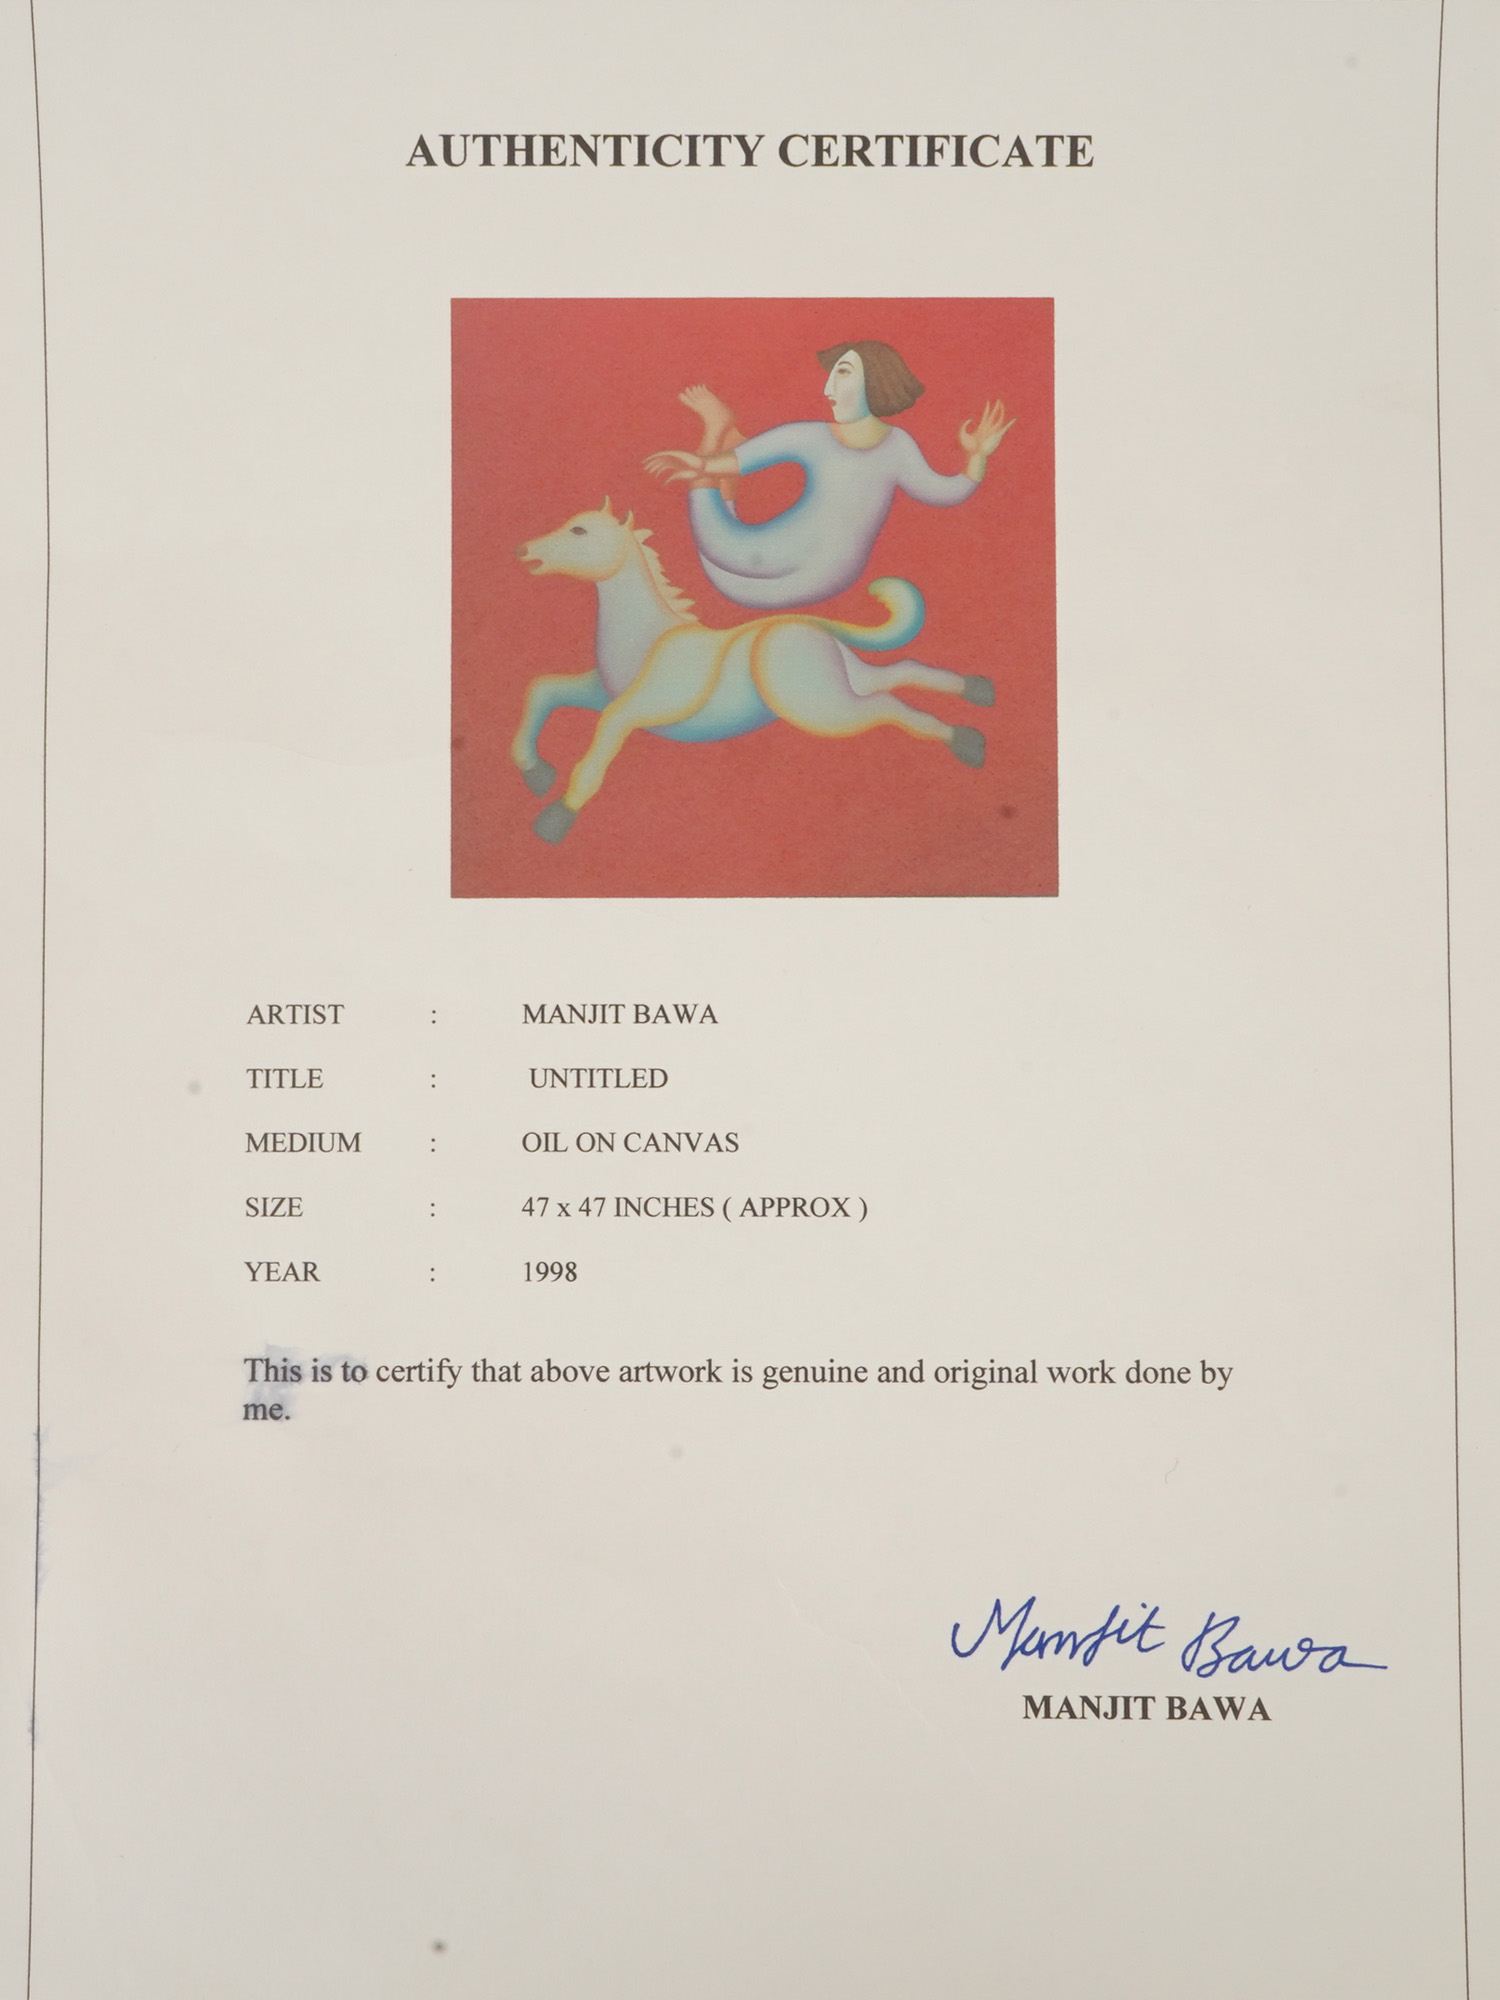 AUTHENTICITY CERTIFICATE
ARTIST : MANJIT BAWA
TITLE : UNTITLED
MEDIUM : OIL ON CANVAS
SIZE : 47 x 47 INCHES ( APPROX )
YEAR : 1998
This is to certify that above artwork is genuine and original work done by
me.
Manjit Bawa
MANJIT BAWA